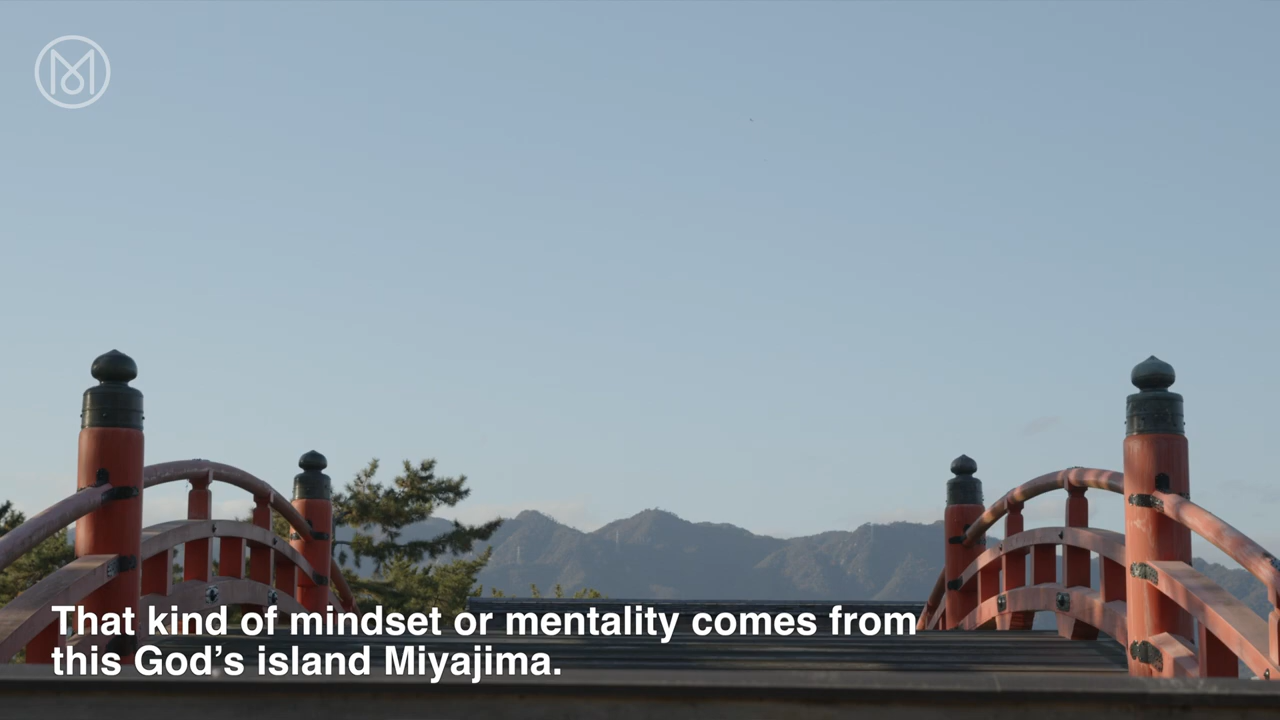 That kind of mindset or mentality comes from
this God’s island Miyajima.